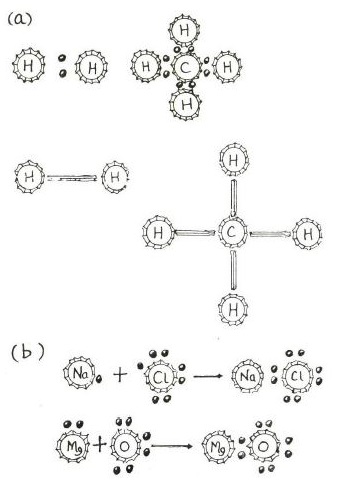 (a)
H H
H
H C H
H
H H
H
H C H
H
(b)
Na + Cl Na Cl
Mg + O Mg O